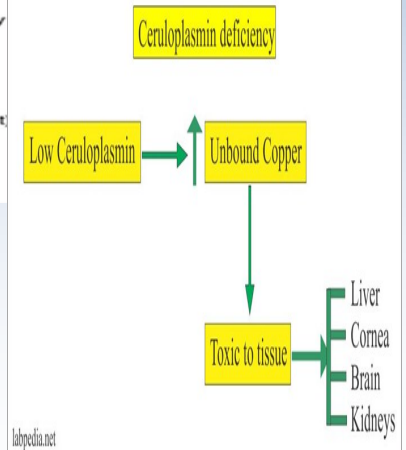 Ceruloplasmin deficiency
Low Ceruloplasmin
Unbound Copper
Toxic to tissue
Liver
Cornea
Brain
Kidneys
labpedia.net